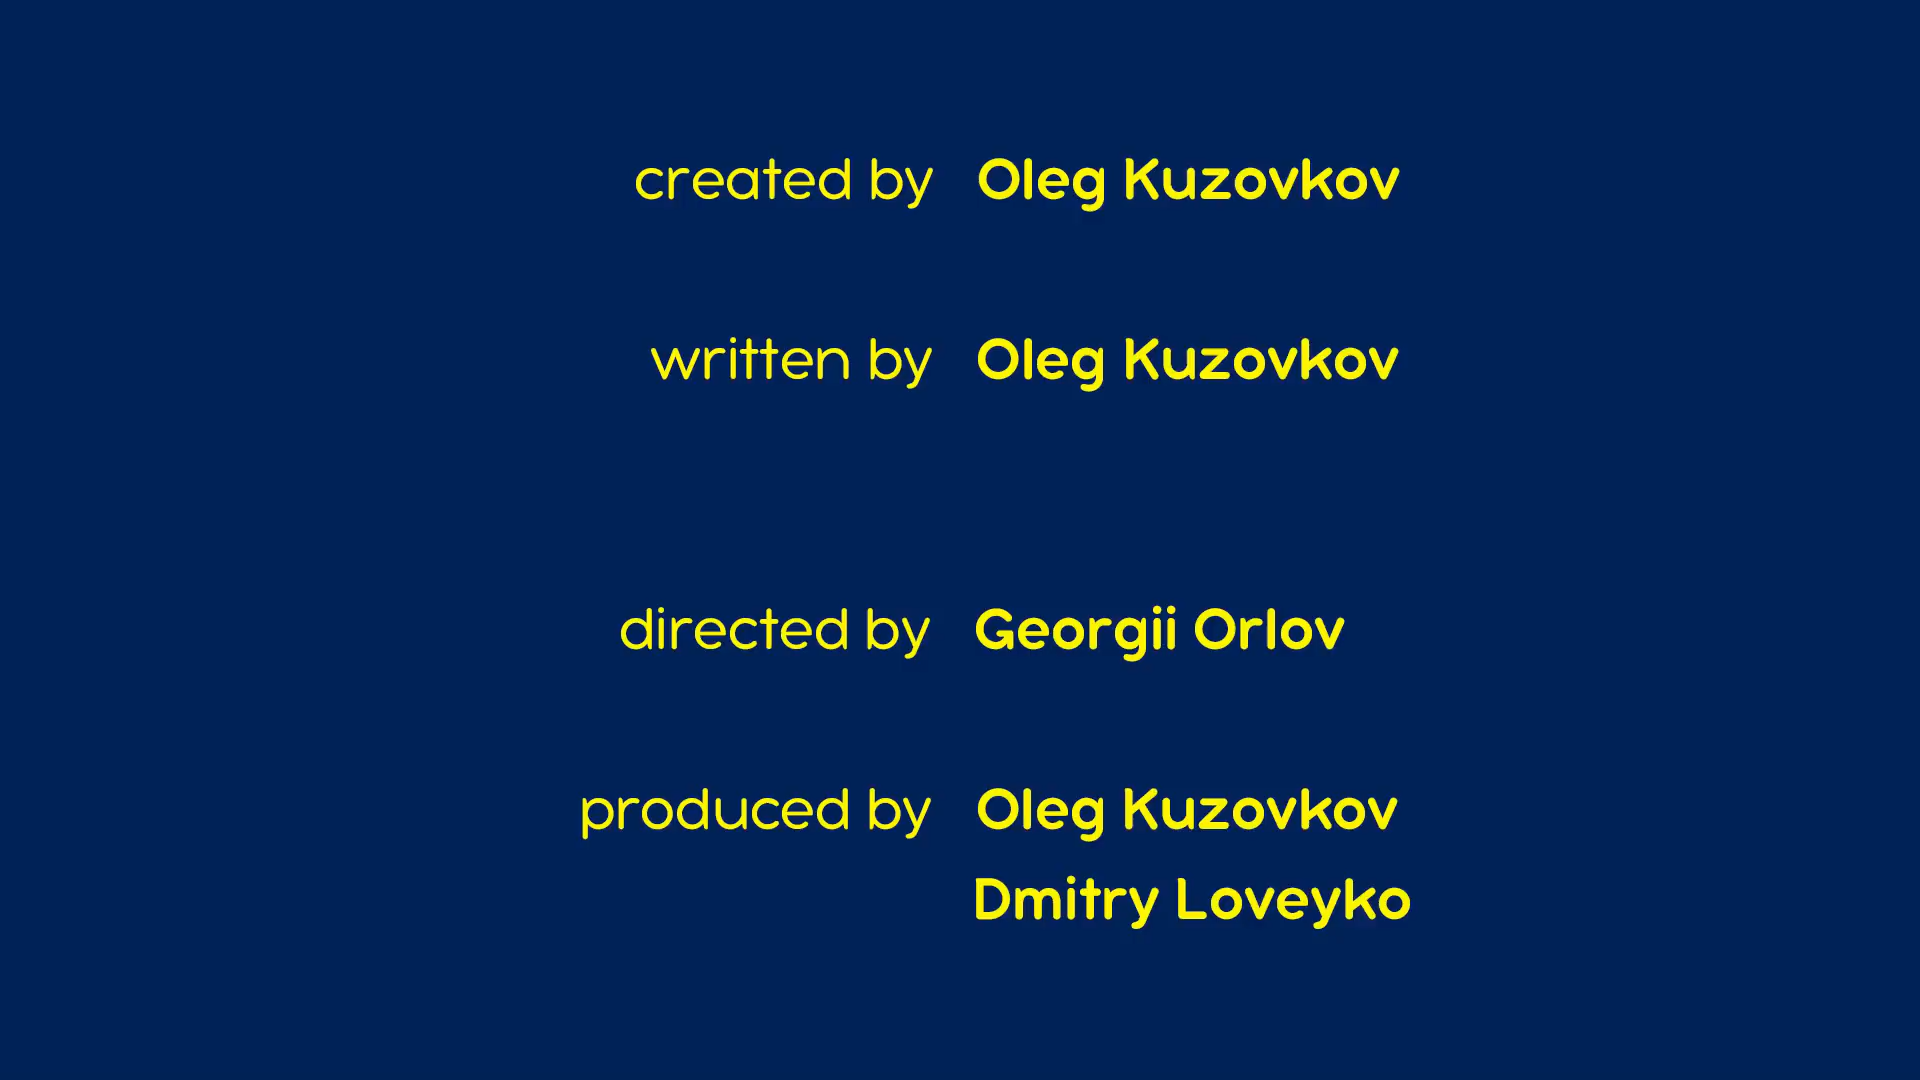 created by Oleg Kuzovkov
written by Oleg Kuzovkov
directed by Georgii Orlov
produced by Oleg Kuzovkov
Dmitry Loveyko